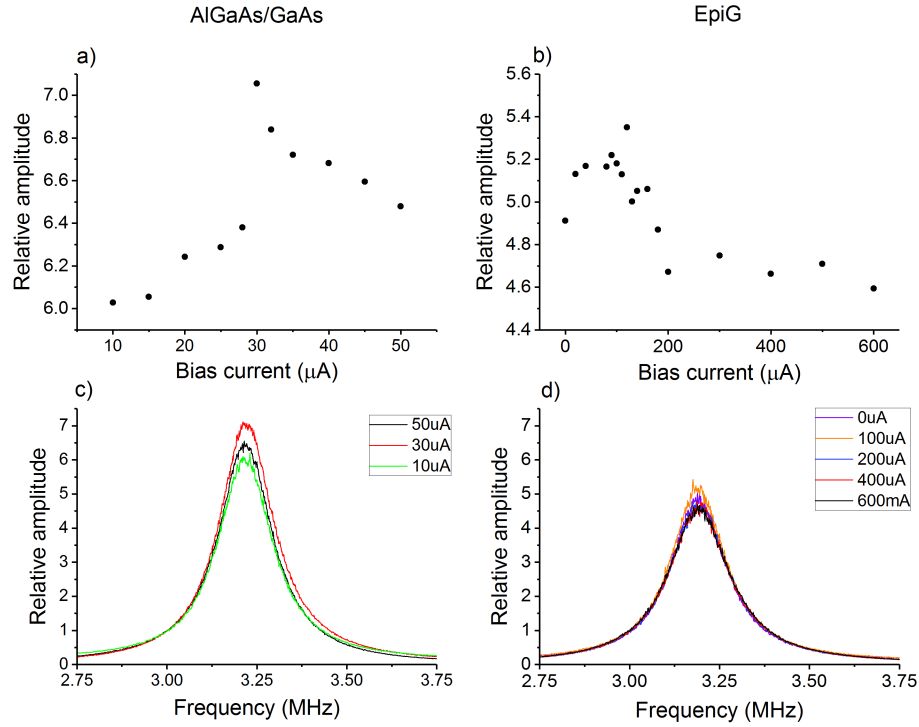 AlGaAs/GaAs
EpiG
a)
7.0
6.8
6.6
6.4
6.2
6.0
Relative amplitude
10 20 30 40 50
Bias current (μA)
b)
5.6
5.4
5.2
5.0
4.8
4.6
4.4
Relative amplitude
0 200 400 600
Bias current (μA)
c)
7
6
5
4
3
2
1
0
Relative amplitude
50uA
30uA
10uA
2.75 3.00 3.25 3.50 3.75
Frequency (MHz)
d)
7
6
5
4
3
2
1
0
Relative amplitude
0uA
100uA
200uA
400uA
600mA
2.75 3.00 3.25 3.50 3.75
Frequency (MHz)